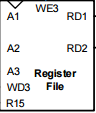 WE3
A1 RD1
A2 RD2
A3 Register
WD3 File
R15